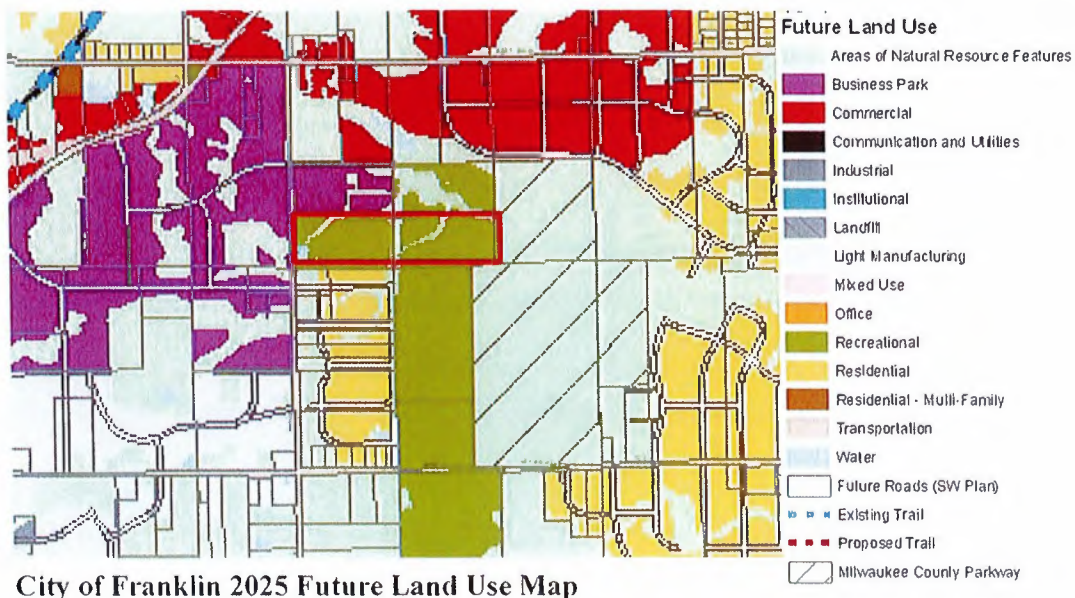 Future Land Use
Areas of Natural Resource Features
Business Park
Commercial
Communication and Utilities
Industrial
Institutional
Landfill
Light Manufacturing
Mixed Use
Office
Recreational
Residential
Residential - Multi-Family
Transportation
Water
Future Roads (SW Plan)
Existing Trail
Proposed Trail
Milwaukee County Parkway
City of Franklin 2025 Future Land Use Map